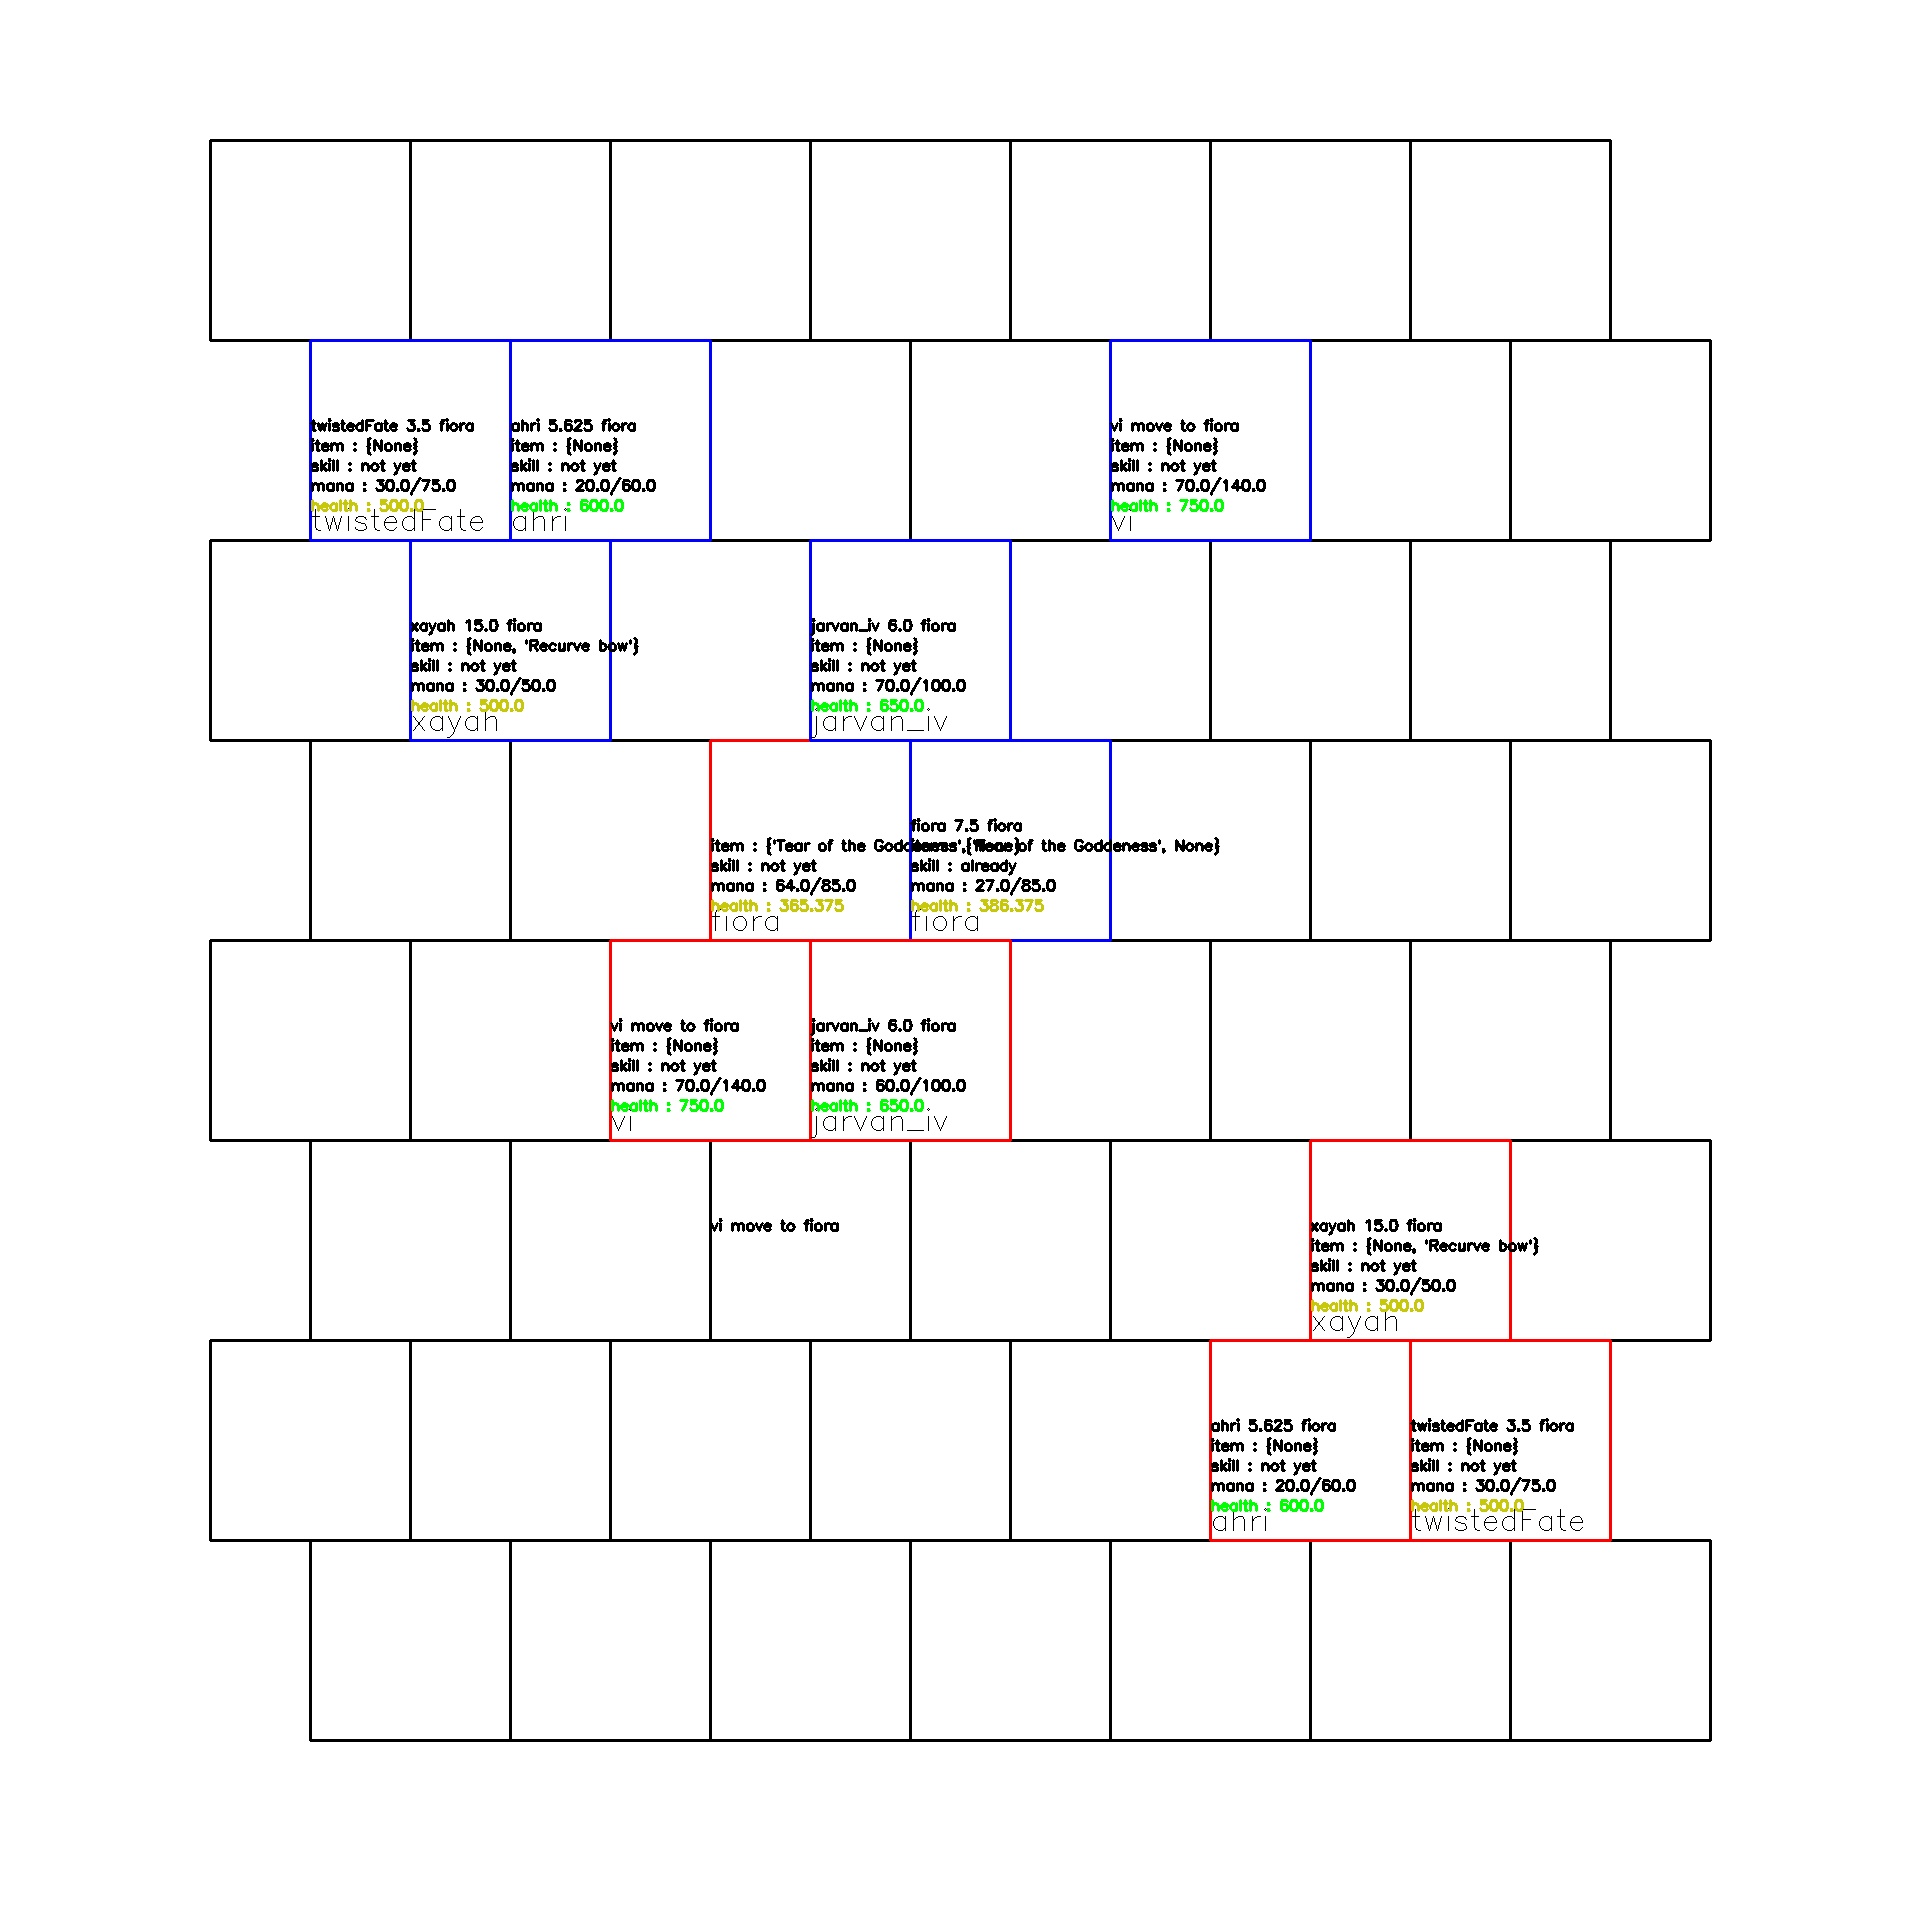 twistedFate 3.5 fiora
item : {None}
skill : not yet
mana : 30.0/75.0
health : 500.0
twistedFate
ahri 5.625 fiora
item : {None}
skill : not yet
mana : 20.0/60.0
health : 600.0
ahri
vi move to fiora
item : {None}
skill : not yet
mana : 70.0/140.0
health : 750.0
vi
xayah 15.0 fiora
item : {None, 'Recurve bow'}
skill : not yet
mana : 30.0/50.0
health : 500.0
xayah
jarvan_iv 6.0 fiora
item : {None}
skill : not yet
mana : 70.0/100.0
health : 650.0
jarvan_iv
item : {'Tear of the Goddeness', None}
skill : not yet
mana : 64.0/85.0
health : 365.375
fiora
fiora 7.5 fiora
item : {'Tear of the Goddeness', None}
skill : already
mana : 27.0/85.0
health : 386.375
fiora
vi move to fiora
item : {None}
skill : not yet
mana : 70.0/140.0
health : 750.0
vi
jarvan_iv 6.0 fiora
item : {None}
skill : not yet
mana : 60.0/100.0
health : 650.0
jarvan_iv
vi move to fiora
xayah 15.0 fiora
item : {None, 'Recurve bow'}
skill : not yet
mana : 30.0/50.0
health : 500.0
xayah
ahri 5.625 fiora
item : {None}
skill : not yet
mana : 20.0/60.0
health : 600.0
ahri
twistedFate 3.5 fiora
item : {None}
skill : not yet
mana : 30.0/75.0
health : 500.0
twistedFate